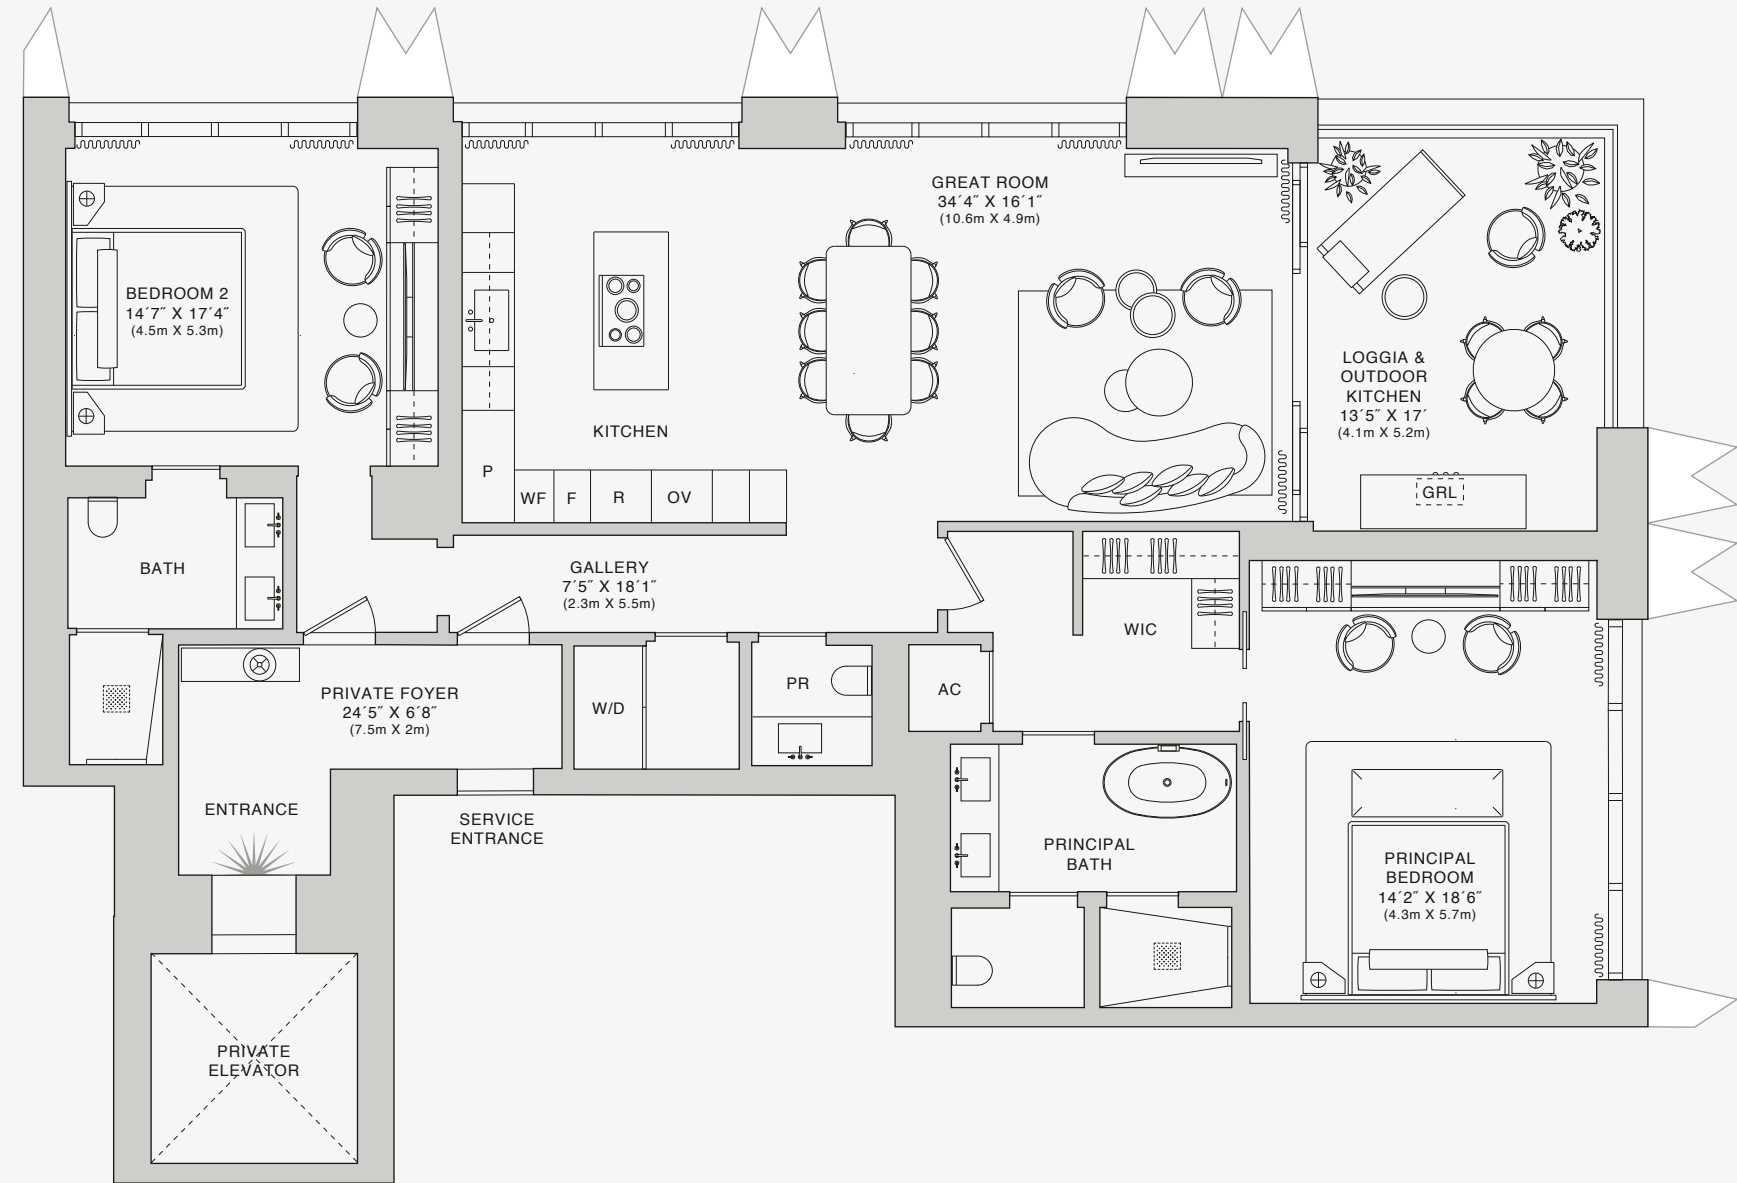 GREAT ROOM
34´4˝ X 16´1˝
(10.6m X 4.9m)
BEDROOM 2
14´7˝ X 17´4˝
(4.5m X 5.3m)
KITCHEN
LOGGIA &
OUTDOOR
KITCHEN
13´5˝ X 17´
(4.1m X 5.2m)
P
WF
F
R
OV
GRL
BATH
GALLERY
7´5˝ X 18´1˝
(2.3m X 5.5m)
WIC
PRIVATE FOYER
24´5˝ X 6´8˝
(7.5m X 2m)
W/D
PR
AC
ENTRANCE
SERVICE
ENTRANCE
PRINCIPAL
BATH
PRINCIPAL
BEDROOM
14´2˝ X 18´6˝
(4.3m X 5.7m)
PRIVATE
ELEVATOR